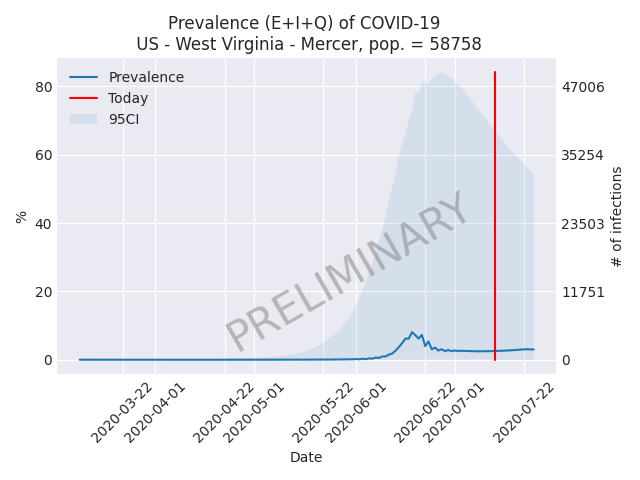 Prevalence (E+I+Q) of COVID-19
US - West Virginia - Mercer, pop. = 58758
Prevalence
Today
95CI
80
60
40
20
0
%
47006
35254
23503
11751
0
# of infections
PRELIMINARY
2020-03-22
2020-04-01
2020-04-22
2020-05-01
2020-05-22
2020-06-01
2020-06-22
2020-07-01
2020-07-22
Date